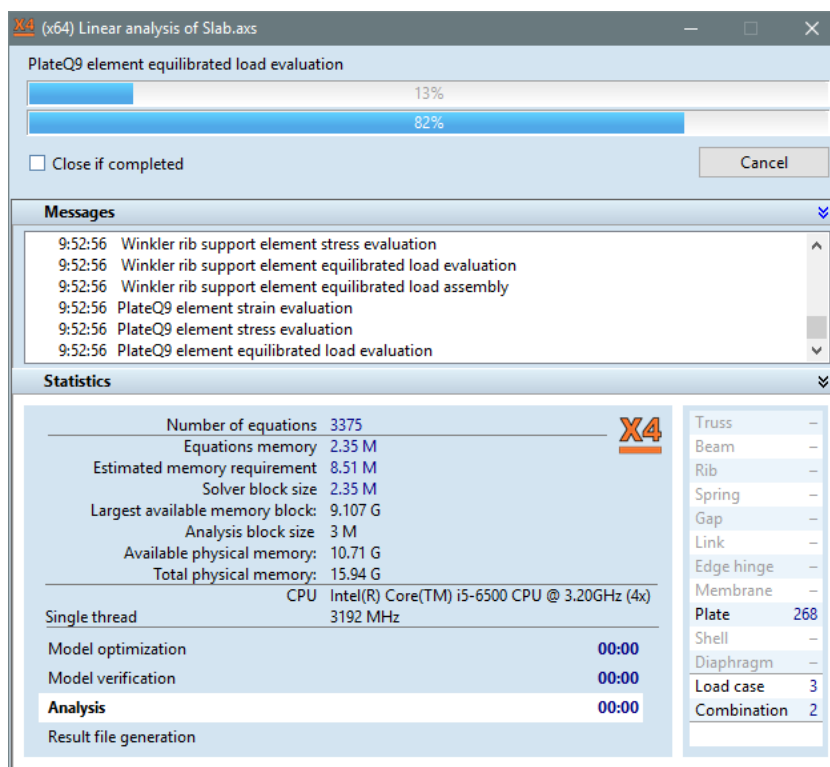 X4 (x64) Linear analysis of Slab.axs
PlateQ9 element equilibrated load evaluation
13%
82%
Close if completed
Cancel
Messages
9:52:56 Winkler rib support element stress evaluation
9:52:56 Winkler rib support element equilibrated load evaluation
9:52:56 Winkler rib support element equilibrated load assembly
9:52:56 PlateQ9 element strain evaluation
9:52:56 PlateQ9 element stress evaluation
9:52:56 PlateQ9 element equilibrated load evaluation
Statistics
X4
Number of equations 3375
Equations memory 2.35 M
Estimated memory requirement 8.51 M
Solver block size 2.35 M
Largest available memory block: 9.107 G
Analysis block size 3 M
Available physical memory: 10.71 G
Total physical memory: 15.94 G
CPU Intel(R) Core(TM) i5-6500 CPU @ 3.20GHz (4x)
Single thread 3192 MHz
Model optimization 00:00
Model verification 00:00
Analysis 00:00
Result file generation
Truss –
Beam –
Rib –
Spring –
Gap –
Link –
Edge hinge –
Membrane –
Plate 268
Shell –
Diaphragm –
Load case 3
Combination 2